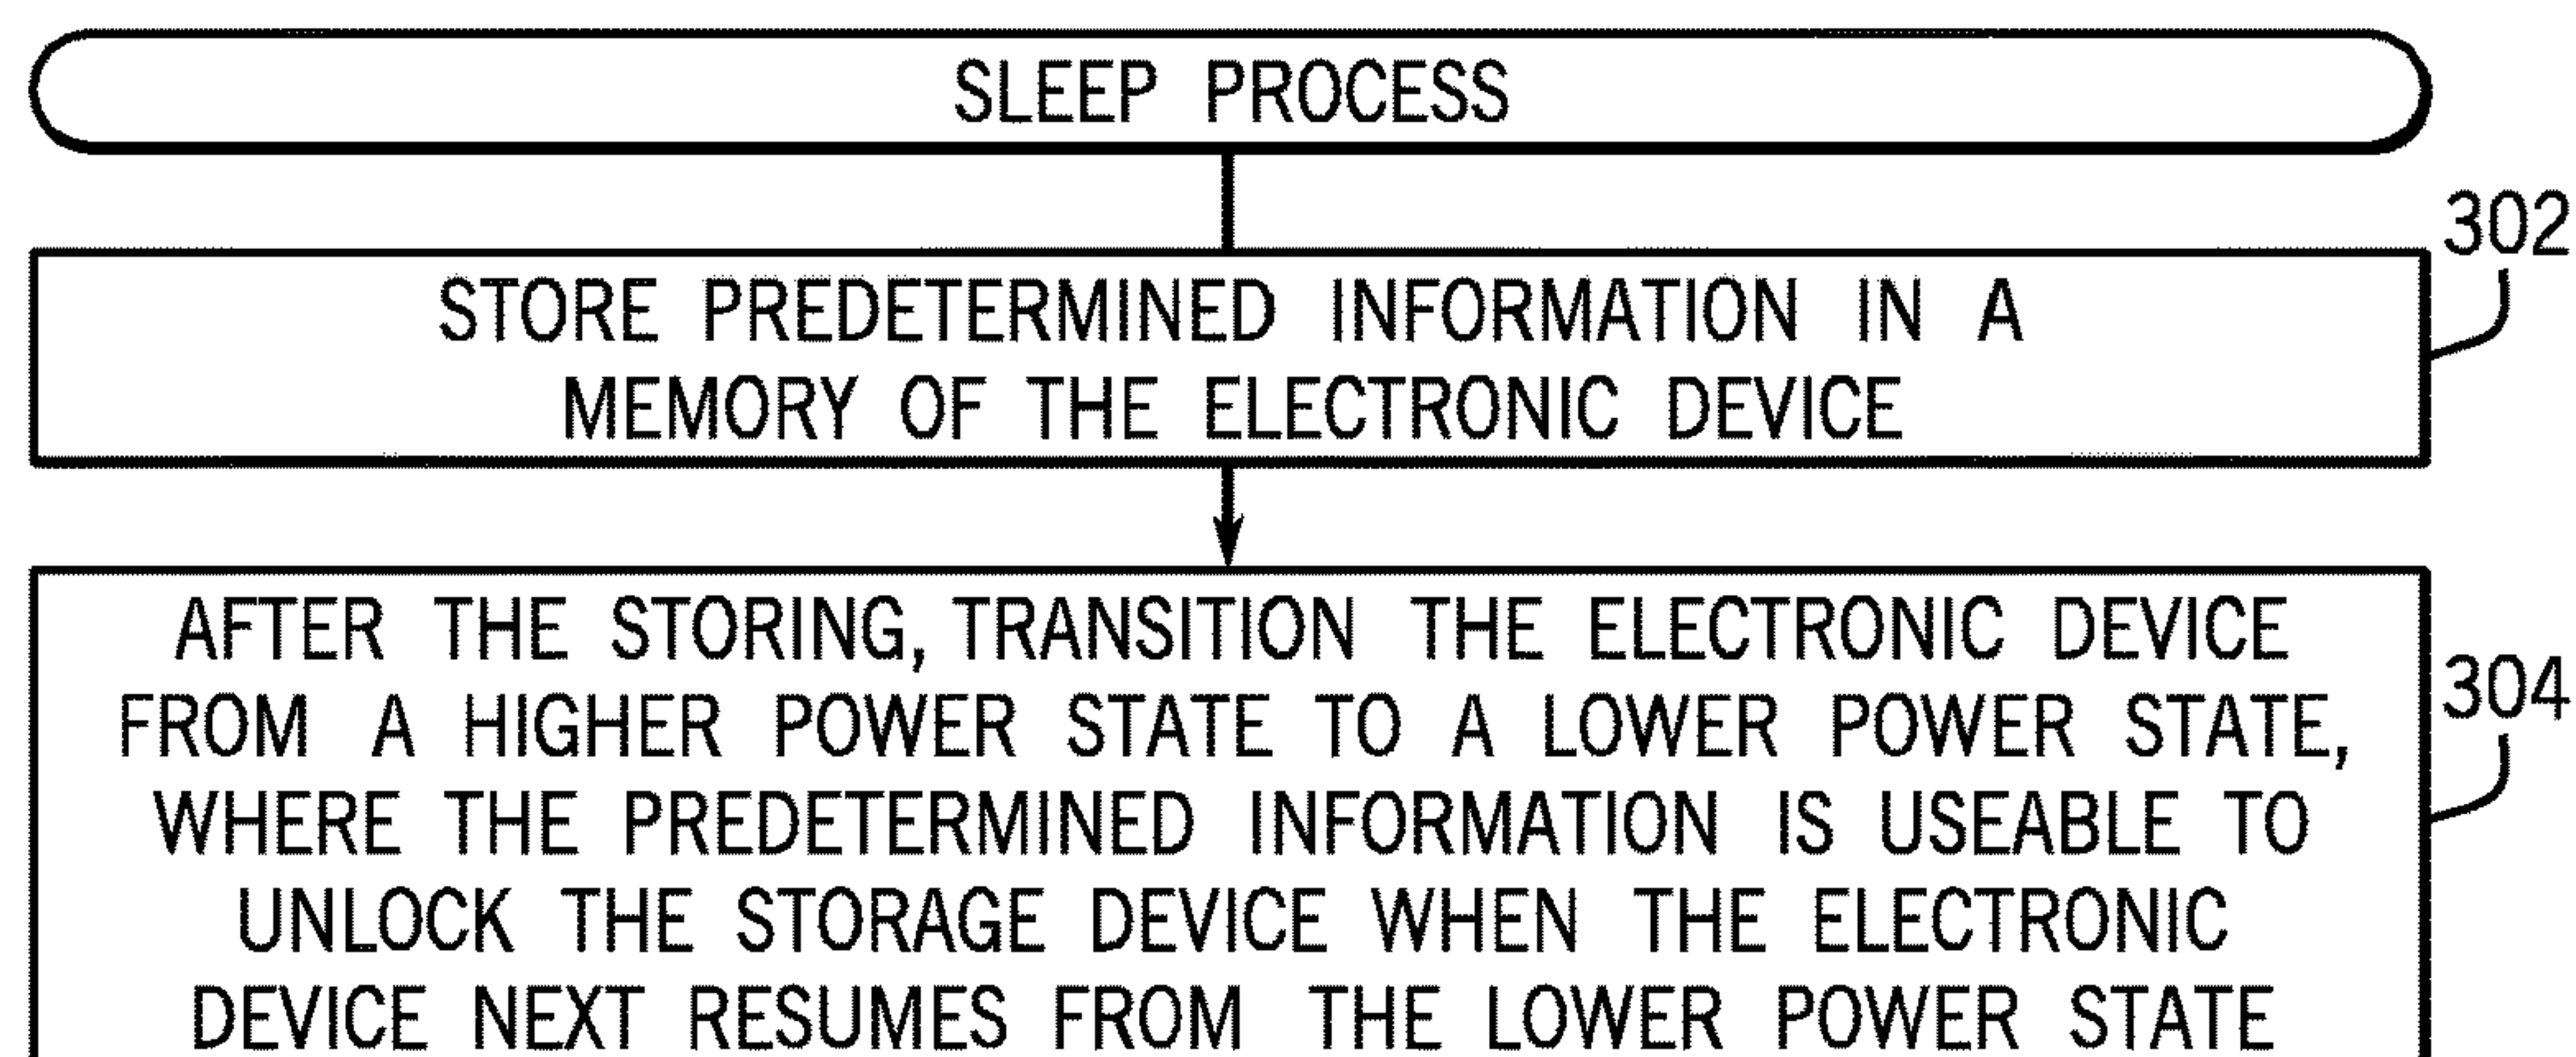 SLEEP PROCESS
302
STORE PREDETERMINED INFORMATION IN A
MEMORY OF THE ELECTRONIC DEVICE
AFTER THE STORING, TRANSITION THE ELECTRONIC DEVICE
FROM A HIGHER POWER STATE TO A LOWER POWER STATE,
304
WHERE THE PREDETERMINED INFORMATION IS USEABLE TO
UNLOCK THE STORAGE DEVICE WHEN THE ELECTRONIC
DEVICE NEXT RESUMES FROM THE LOWER POWER STATE